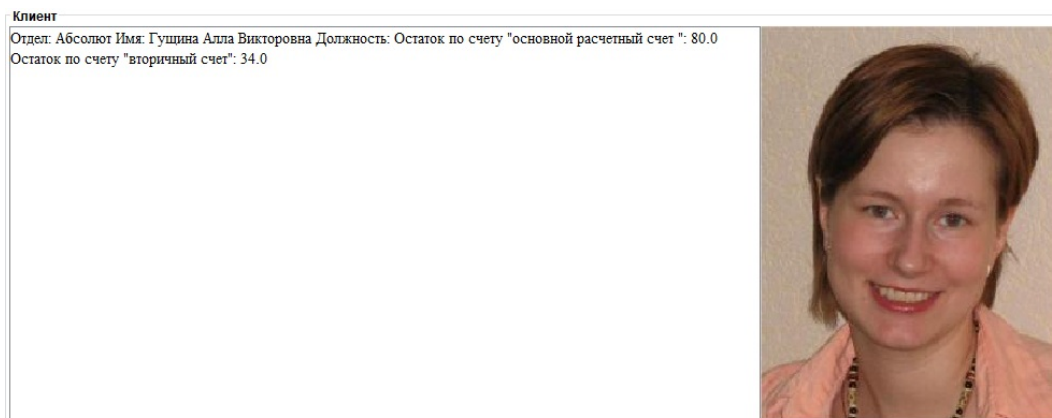 Клиент
Отдел: Абсолют Имя: Гущина Алла Викторовна Должность: Остаток по счету "основной расчетный счет ": 80.0
Остаток по счету "вторичный счет": 34.0